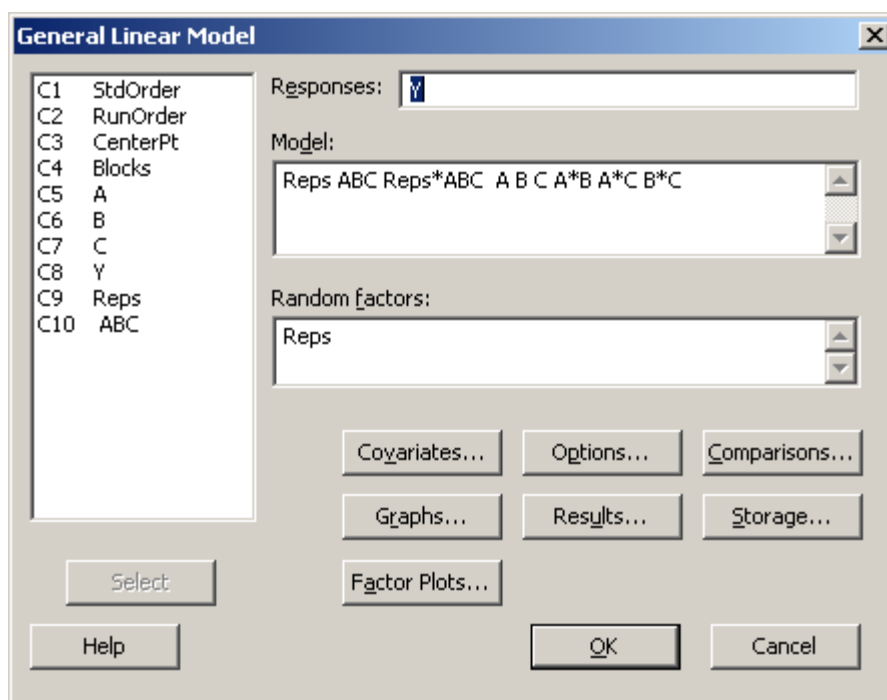 General Linear Model
C1 StdOrder
C2 RunOrder
C3 CenterPt
C4 Blocks
C5 A
C6 B
C7 C
C8 Y
C9 Reps
C10 ABC
Responses: Y
Model:
Reps ABC Reps*ABC A B C A*B A*C B*C
Random factors:
Reps
Covariates... Options... Comparisons...
Graphs... Results... Storage...
Select Factor Plots...
Help OK Cancel